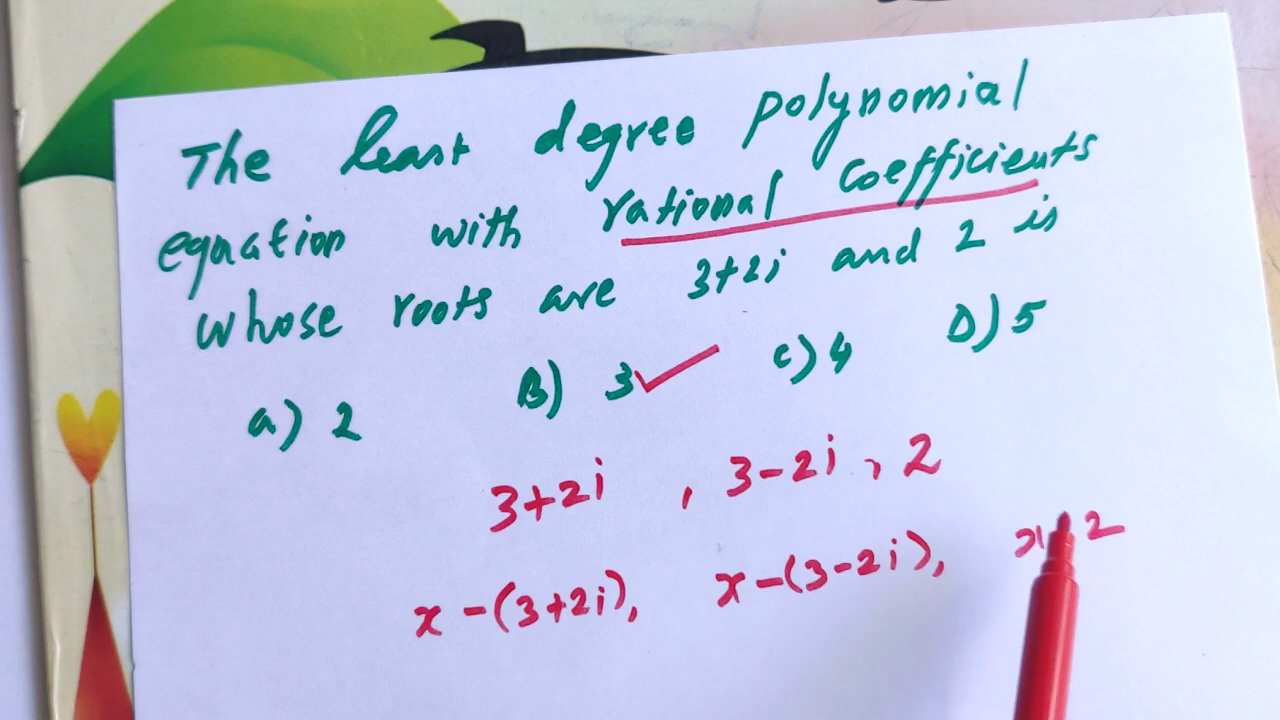 The least degree polynomial
equation with rational coefficients
whose roots are 3+2i and 2 is
a) 2 B) 3✓ c) 4 D) 5
3+2i , 3-2i , 2
x-(3+2i), x-(3-2i), x-2